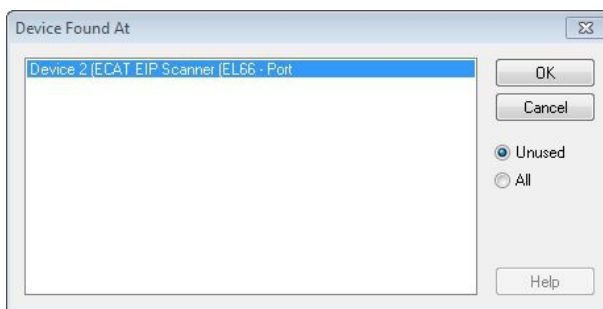 Device Found At
Device 2 (ECAT EIP Scanner (EL66 - Port
OK
Cancel
Unused
All
Help